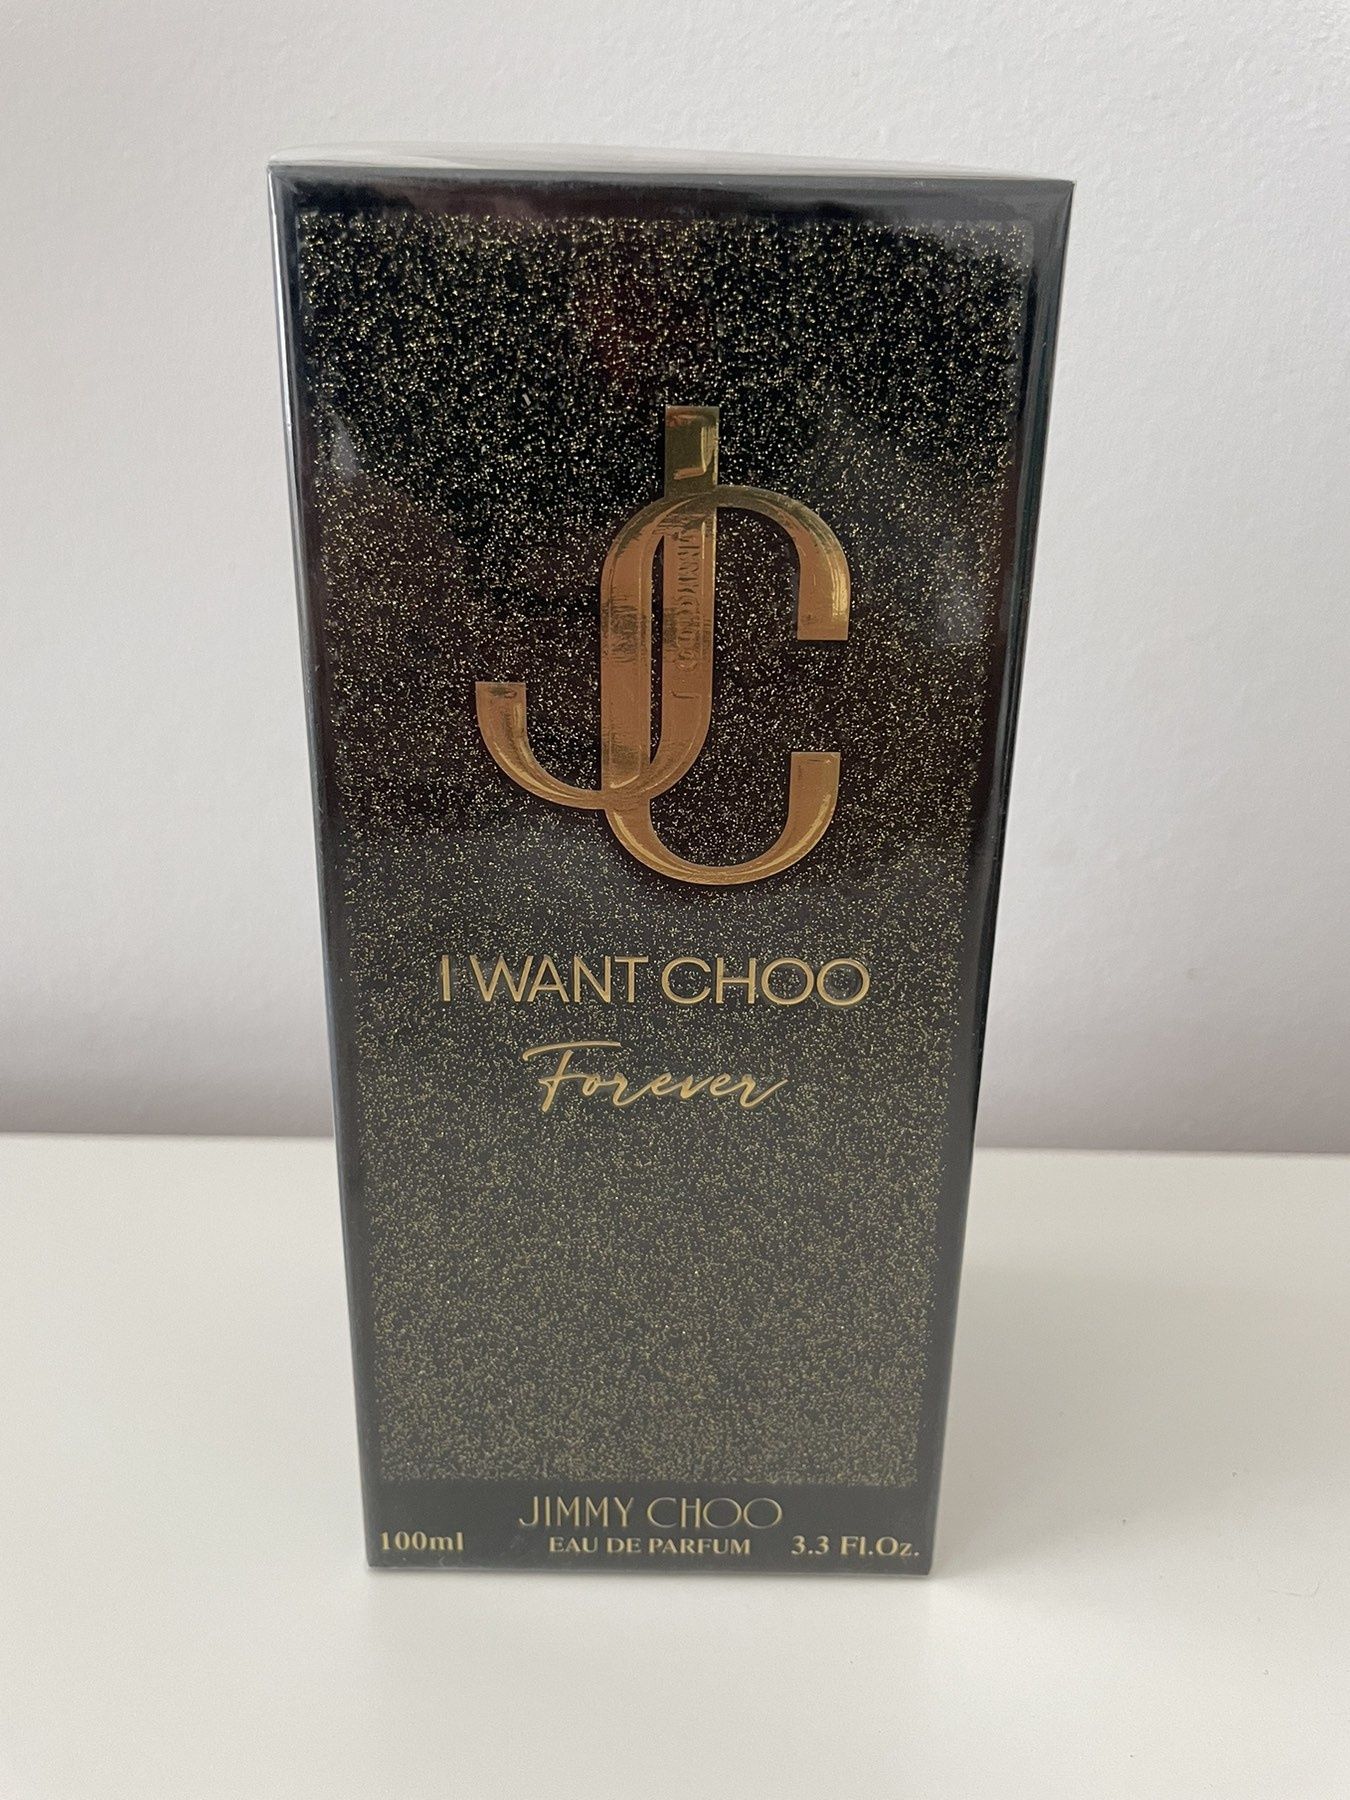 JC
I WANT CHOO
Forever
JIMMY CHOO
100ml EAU DE PARFUM 3.3 Fl.Oz.